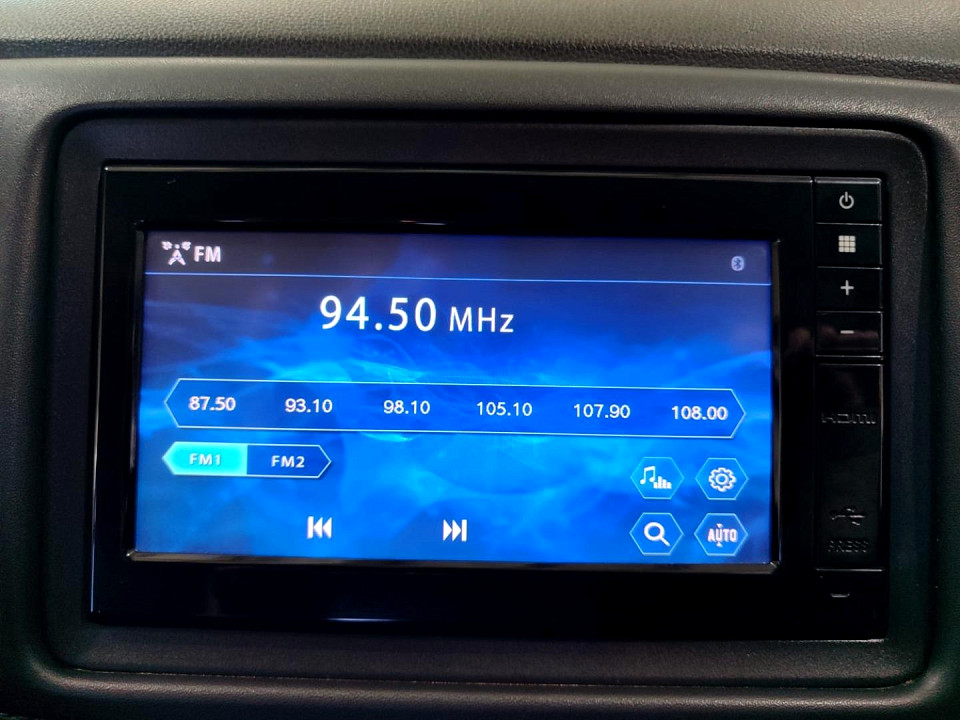 FM
94.50 MHz
87.50 93.10 98.10 105.10 107.90 108.00
FM1 FM2
AUTO
+
-
HDMI
PRESS